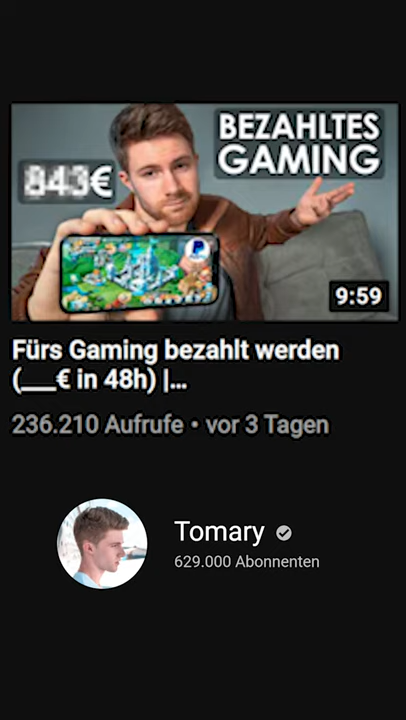 BEZAHLTES
GAMING
843€
9:59
Fürs Gaming bezahlt werden
(___€ in 48h) |...
236.210 Aufrufe • vor 3 Tagen
Tomary
629.000 Abonnenten